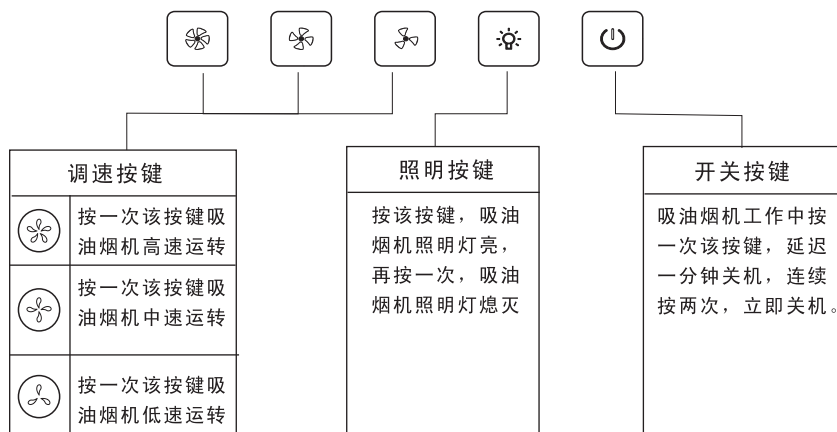 调速按键
按一次该按键吸
油烟机高速运转
按一次该按键吸
油烟机中速运转
按一次该按键吸
油烟机低速运转
照明按键
按该按键，吸油
烟机照明灯亮，
再按一次，吸油
烟机照明灯熄灭
开关按键
吸油烟机工作中按
一次该按键，延迟
一分钟关机，连续
按两次，立即关机。